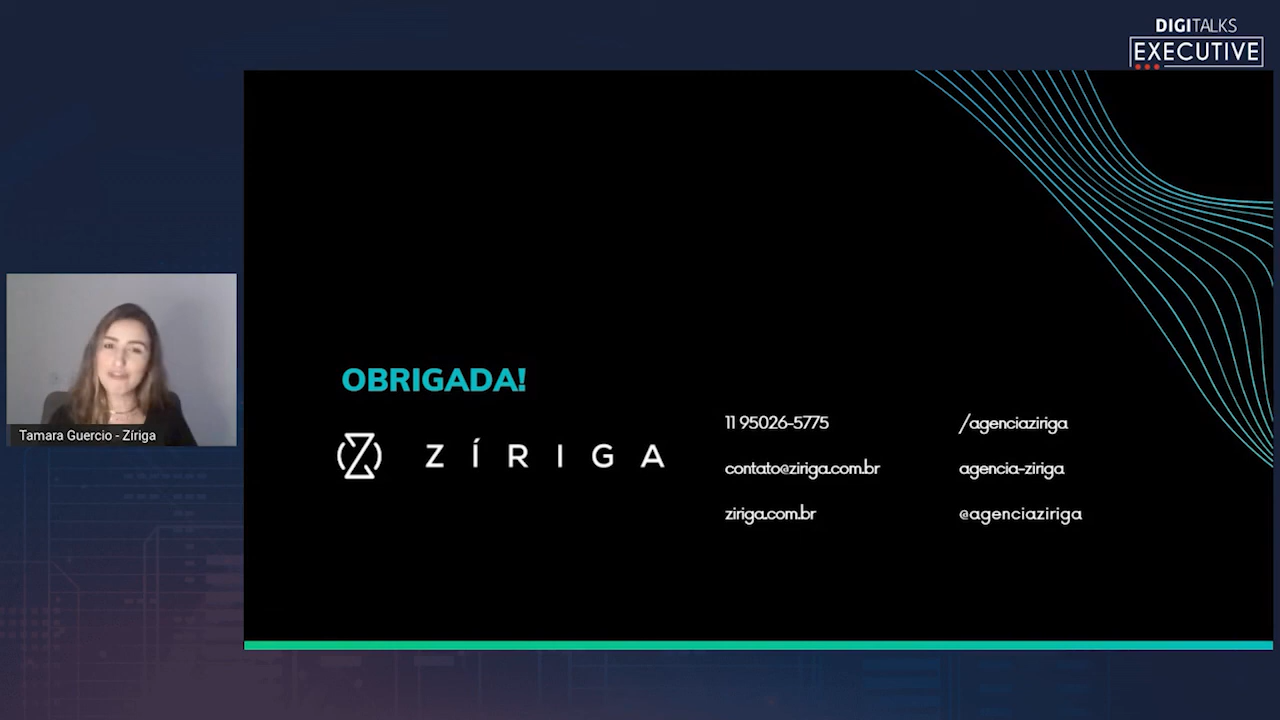 DIGITALKS
EXECUTIVE
OBRIGADA!
ZÍRIGA
11 95026-5775
contato@ziriga.com.br
ziriga.com.br
/agenciaziriga
agencia-ziriga
@agenciaziriga
Tamara Guercio - Zíriga